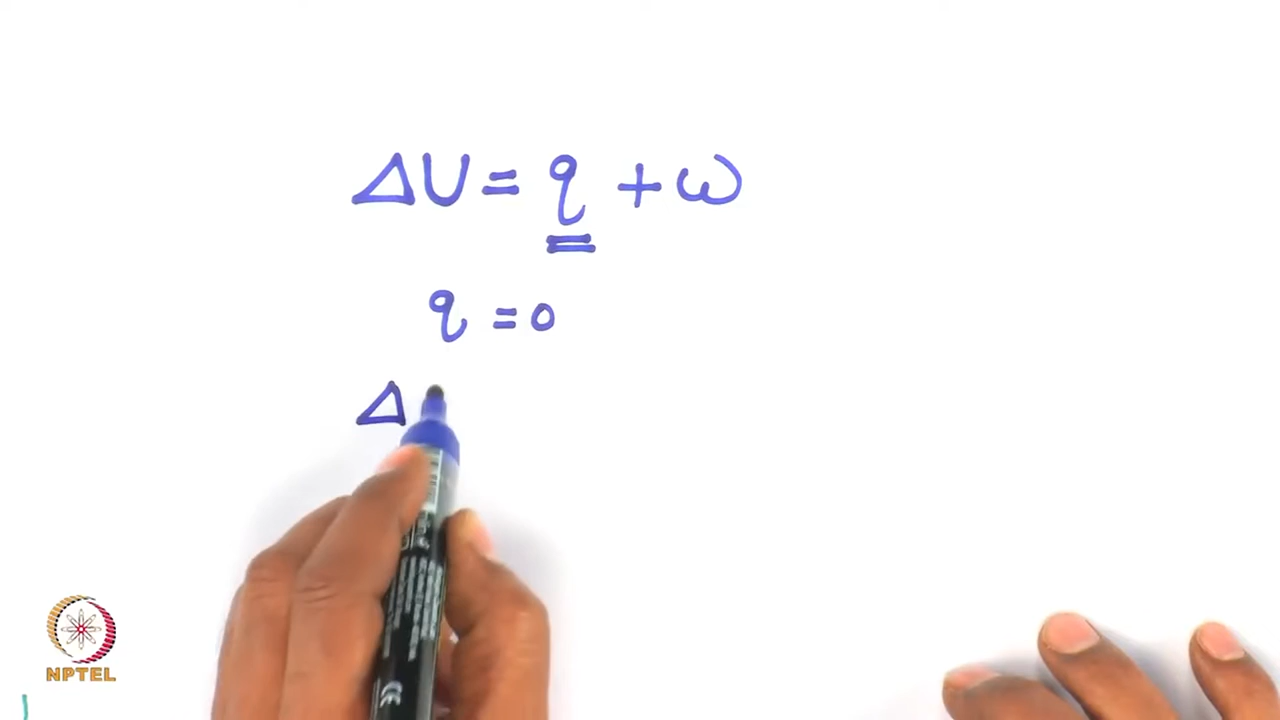 ΔU = q + w
q = 0
Δ
NPTEL